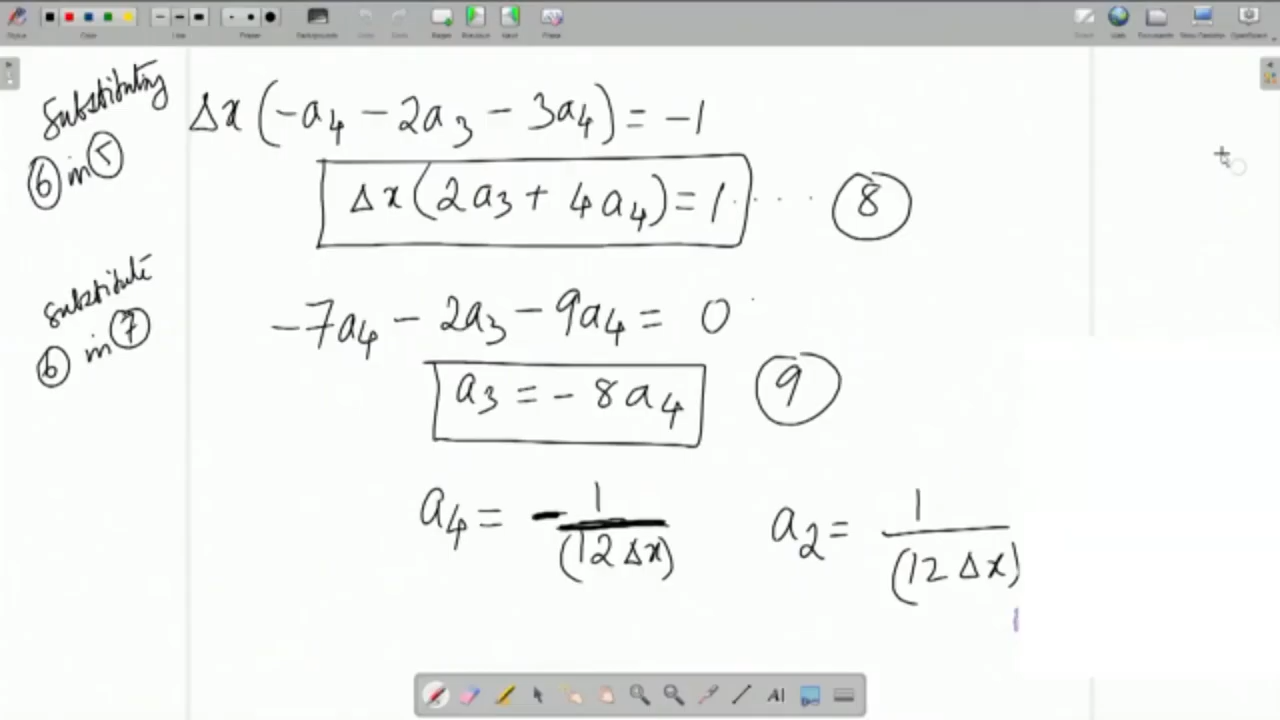 Substituting
⑥ in ⑤
Δx(-a₄ - 2a₃ - 3a₄) = -1
Δx(2a₃ + 4a₄) = 1 .... ⑧
Substitute
⑥ in ⑦
-7a₄ - 2a₃ - 9a₄ = 0
a₃ = -8a₄ ⑨
a₄ = -1/(12Δx) a₂ = 1/(12Δx)